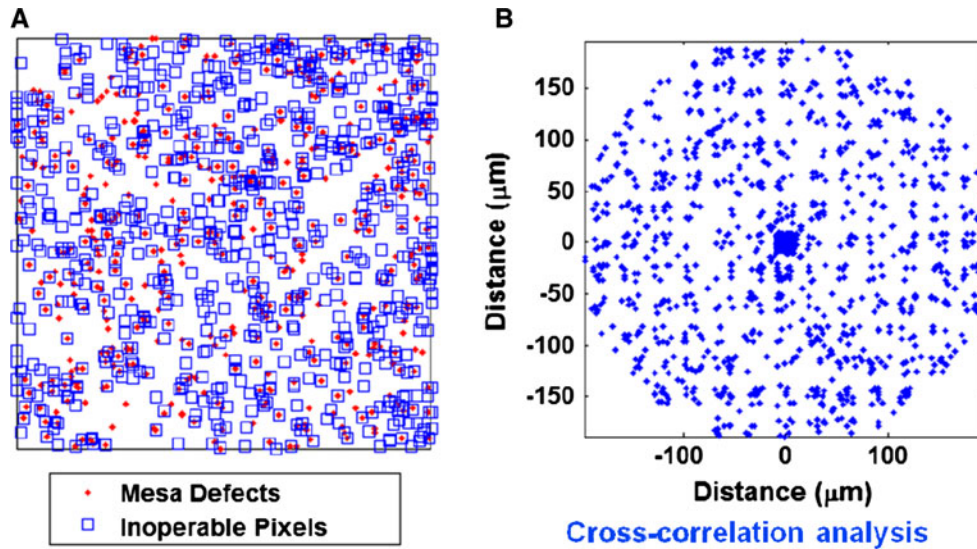 A
Mesa Defects
Inoperable Pixels
B
Distance (μm)
150
100
50
0
-50
-100
-150
-100 0 100
Distance (μm)
Cross-correlation analysis